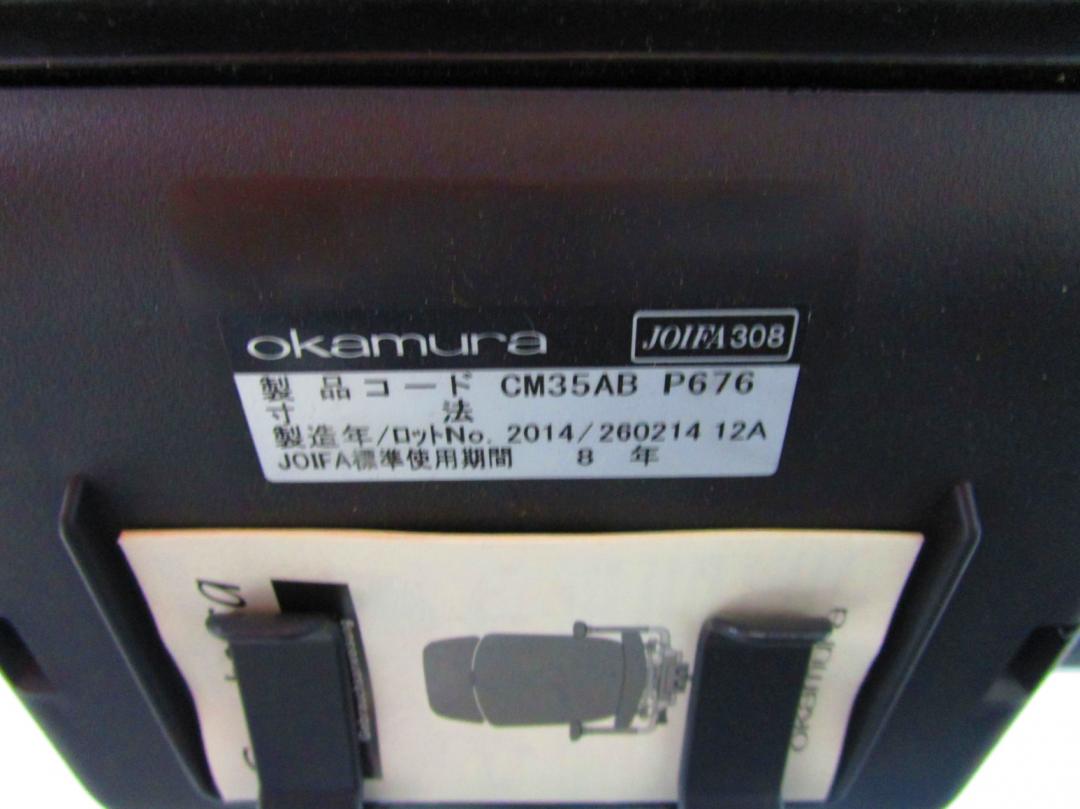 okamura
JOIFA308
製品コード CM35AB P676
寸法
製造年/ロットNo. 2014/260214 12A
JOIFA標準使用期間 8 年
okamura